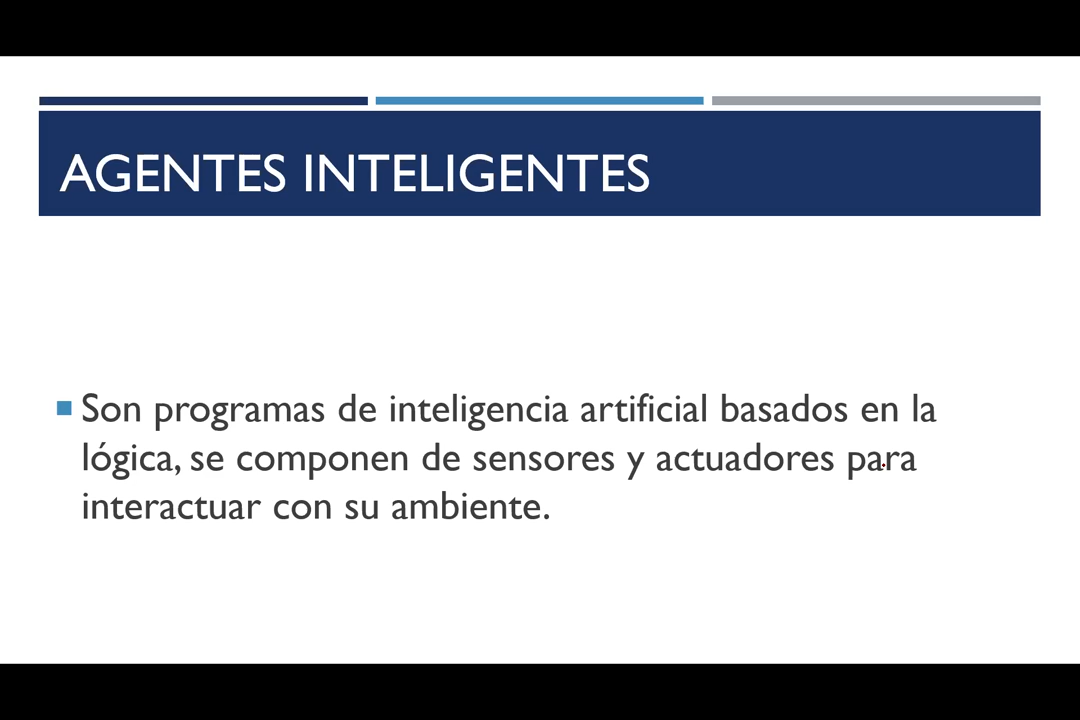 AGENTES INTELIGENTES
Son programas de inteligencia artificial basados en la
lógica, se componen de sensores y actuadores para
interactuar con su ambiente.